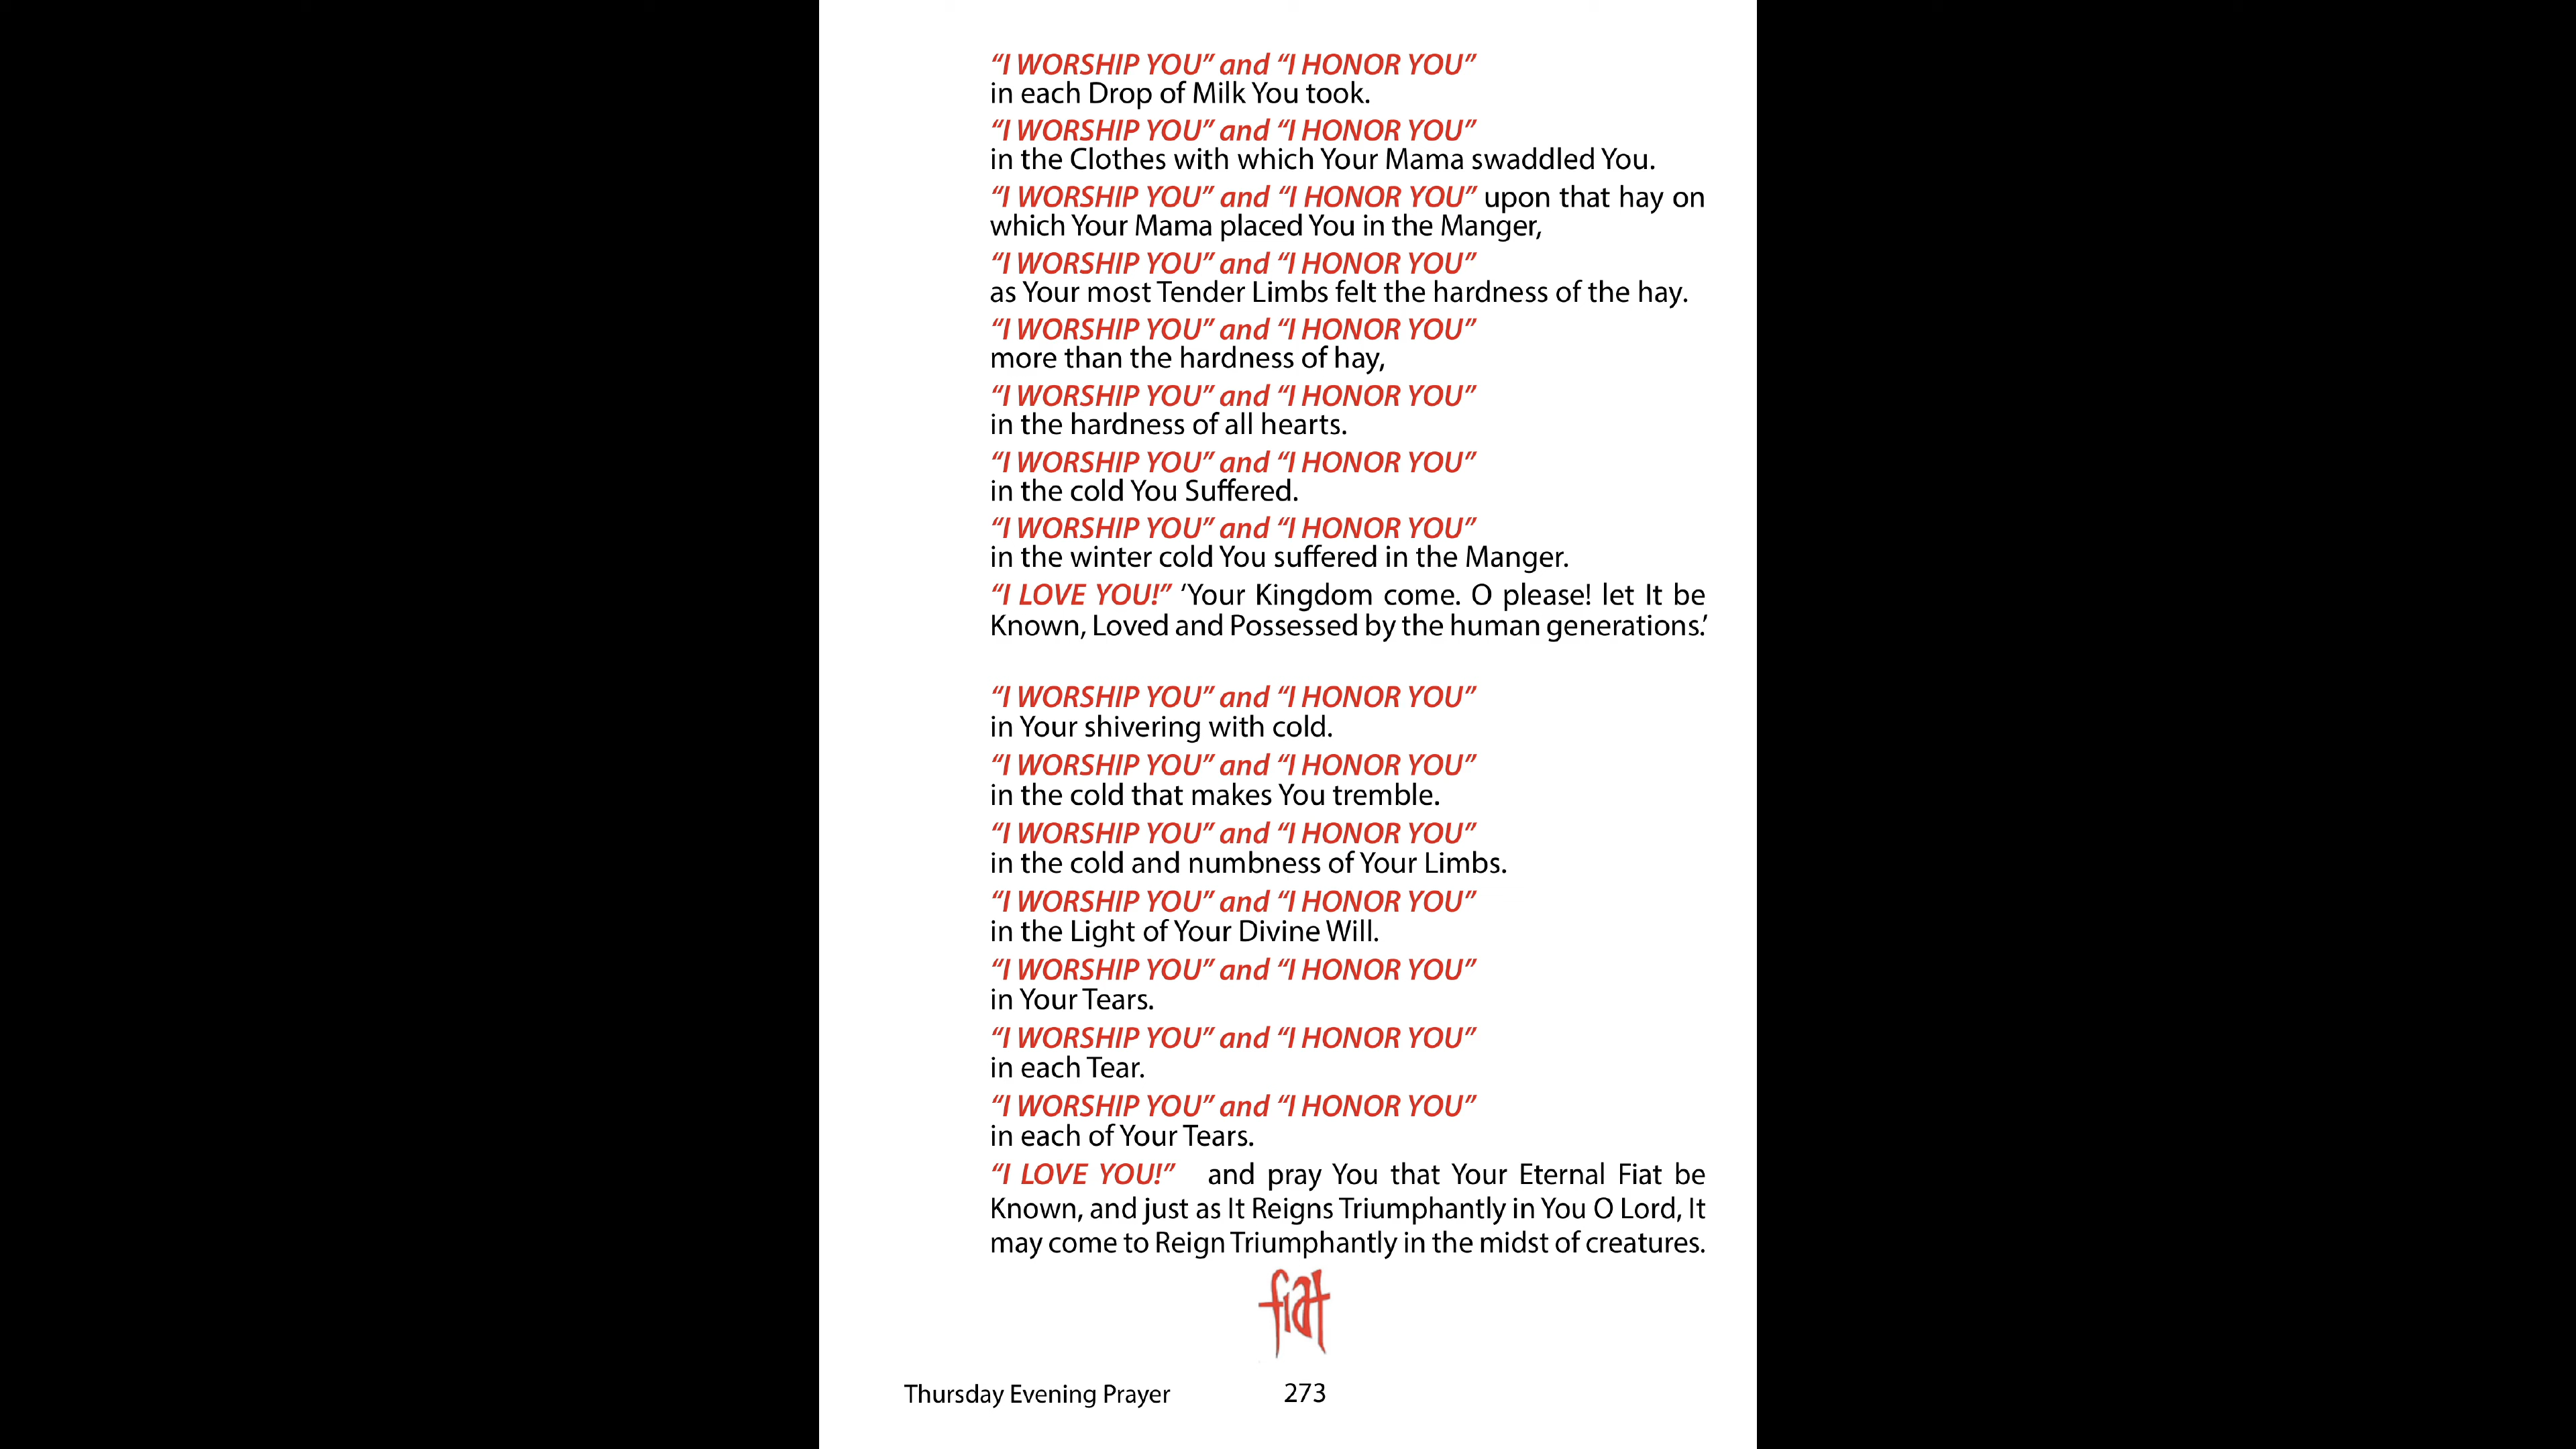 “I WORSHIP YOU” and “I HONOR YOU”
in each Drop of Milk You took.
“I WORSHIP YOU” and “I HONOR YOU”
in the Clothes with which Your Mama swaddled You.
“I WORSHIP YOU” and “I HONOR YOU” upon that hay on
which Your Mama placed You in the Manger,
“I WORSHIP YOU” and “I HONOR YOU”
as Your most Tender Limbs felt the hardness of the hay.
“I WORSHIP YOU” and “I HONOR YOU”
more than the hardness of hay,
“I WORSHIP YOU” and “I HONOR YOU”
in the hardness of all hearts.
“I WORSHIP YOU” and “I HONOR YOU”
in the cold You Suffered.
“I WORSHIP YOU” and “I HONOR YOU”
in the winter cold You suffered in the Manger.
“I LOVE YOU!” ‘Your Kingdom come. O please! let It be
Known, Loved and Possessed by the human generations.’
“I WORSHIP YOU” and “I HONOR YOU”
in Your shivering with cold.
“I WORSHIP YOU” and “I HONOR YOU”
in the cold that makes You tremble.
“I WORSHIP YOU” and “I HONOR YOU”
in the cold and numbness of Your Limbs.
“I WORSHIP YOU” and “I HONOR YOU”
in the Light of Your Divine Will.
“I WORSHIP YOU” and “I HONOR YOU”
in Your Tears.
“I WORSHIP YOU” and “I HONOR YOU”
in each Tear.
“I WORSHIP YOU” and “I HONOR YOU”
in each of Your Tears.
“I LOVE YOU!” and pray You that Your Eternal Fiat be
Known, and just as It Reigns Triumphantly in You O Lord, It
may come to Reign Triumphantly in the midst of creatures.
fiat
Thursday Evening Prayer 273